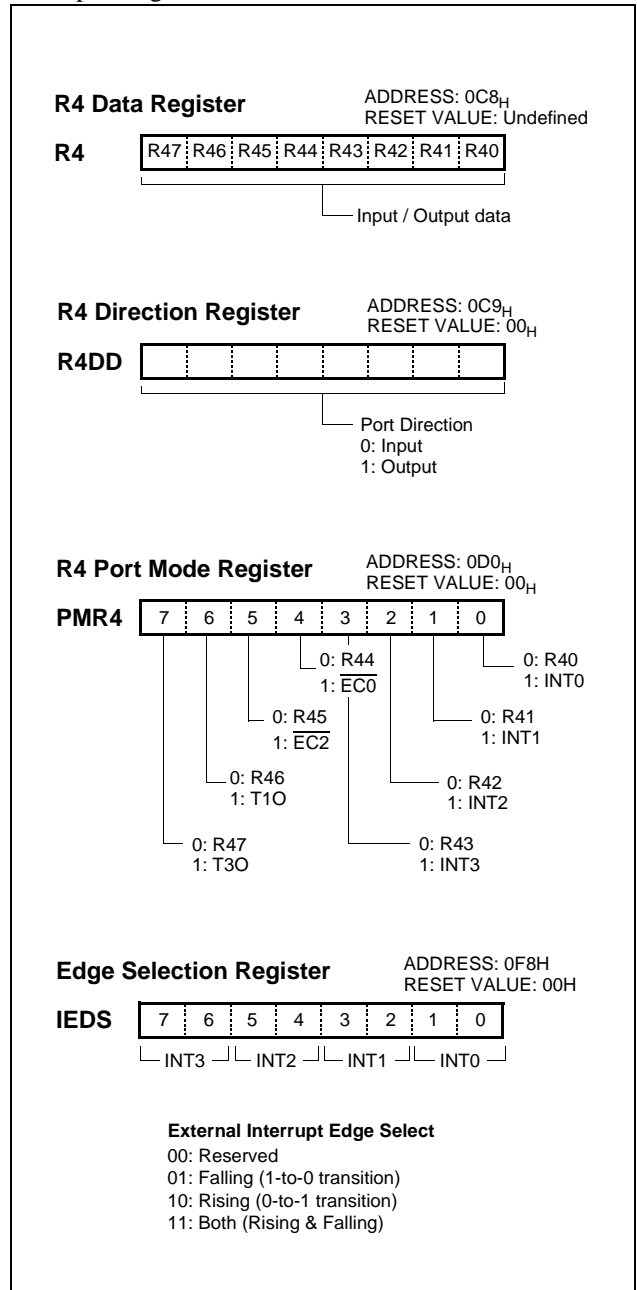 R4 Data Register
ADDRESS: 0C8H
RESET VALUE: Undefined
R4
R47 R46 R45 R44 R43 R42 R41 R40
Input / Output data
R4 Direction Register
ADDRESS: 0C9H
RESET VALUE: 00H
R4DD
Port Direction
0: Input
1: Output
R4 Port Mode Register
ADDRESS: 0D0H
RESET VALUE: 00H
PMR4
7 6 5 4 3 2 1 0
0: R44
1: EC0
0: R40
1: INT0
0: R45
1: EC2
0: R41
1: INT1
0: R46
1: T1O
0: R42
1: INT2
0: R47
1: T3O
0: R43
1: INT3
Edge Selection Register
ADDRESS: 0F8H
RESET VALUE: 00H
IEDS
7 6 5 4 3 2 1 0
INT3 INT2 INT1 INT0
External Interrupt Edge Select
00: Reserved
01: Falling (1-to-0 transition)
10: Rising (0-to-1 transition)
11: Both (Rising & Falling)